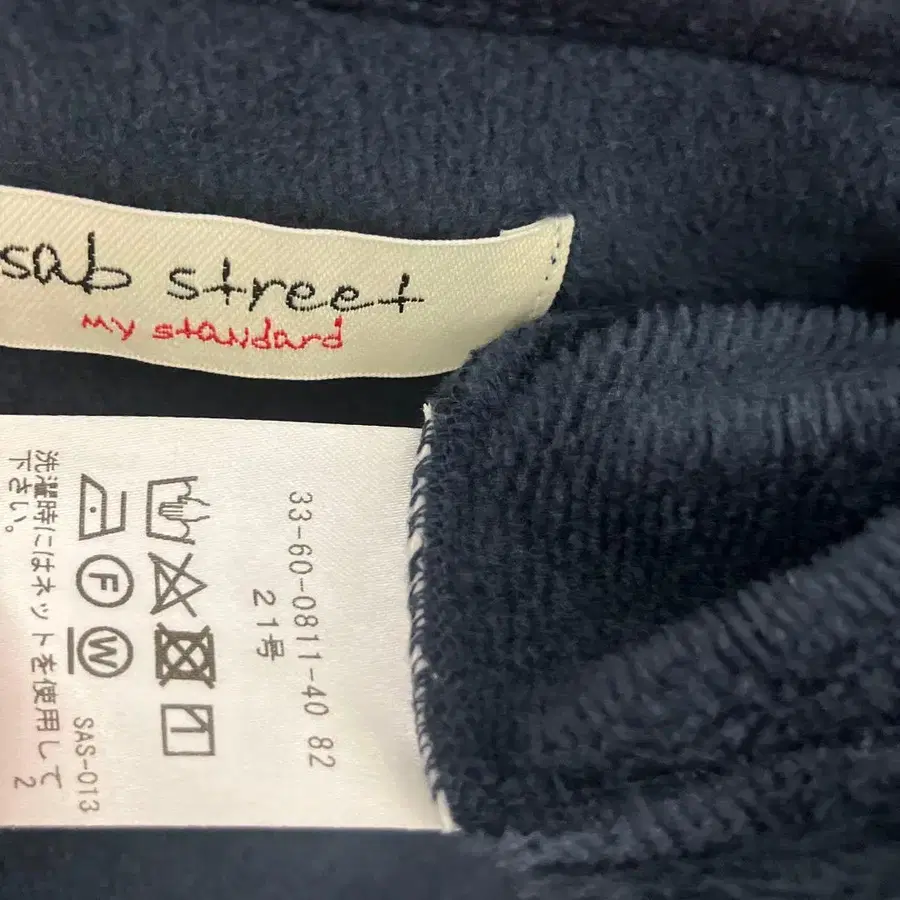 sab street
my standard
33-60-0811-40 82
21号
F W
SAS-013
洗濯時にはネットを使用して
下さい。
2